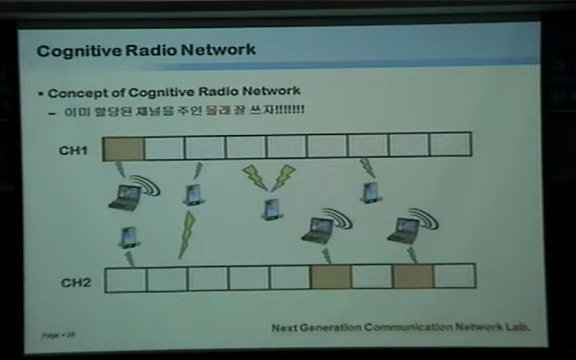 Cognitive Radio Network
• Concept of Cognitive Radio Network
– 이미 할당된 채널을 주인 몰래 잘 쓰자!!!!!!!
CH1
CH2
Next Generation Communication Network Lab.